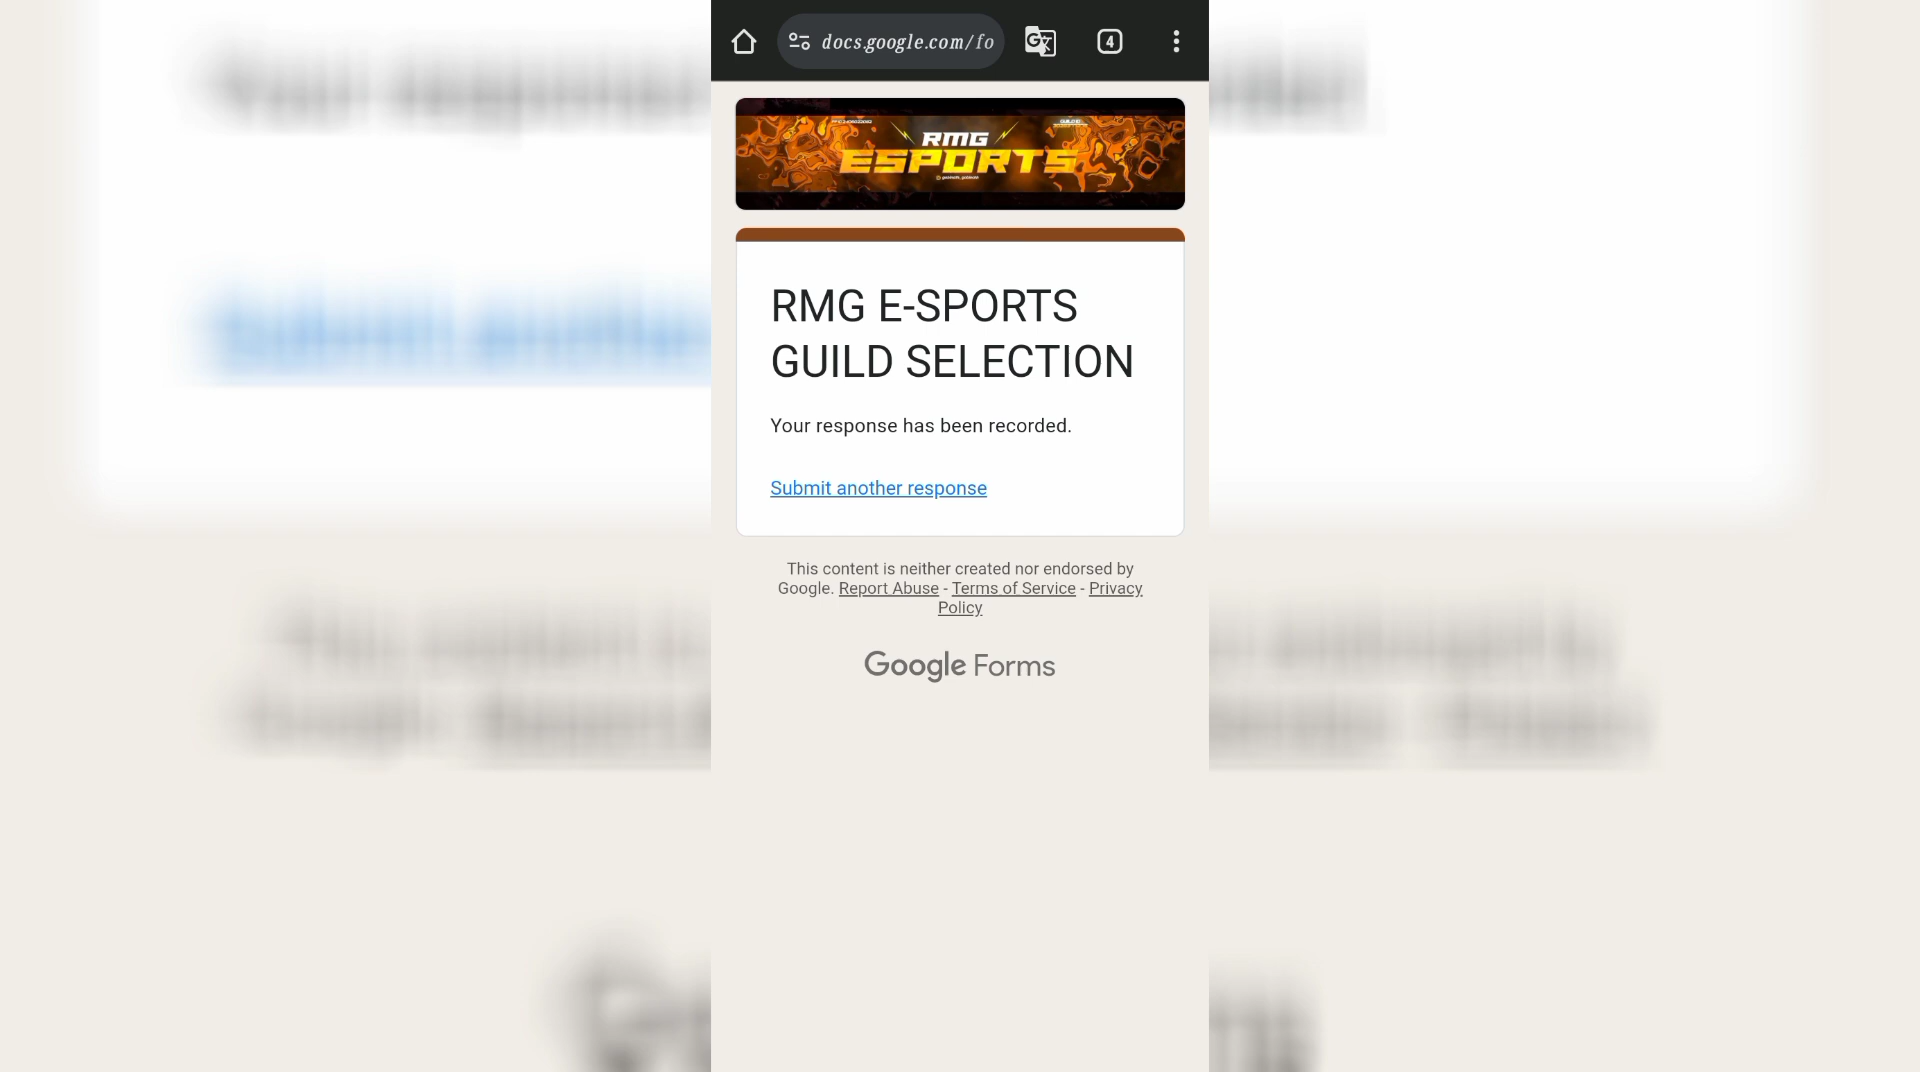 docs.google.com/fo
4
RMG
ESPORTS
RMG E-SPORTS
GUILD SELECTION
Your response has been recorded.
Submit another response
This content is neither created nor endorsed by
Google. Report Abuse - Terms of Service - Privacy
Policy
Google Forms